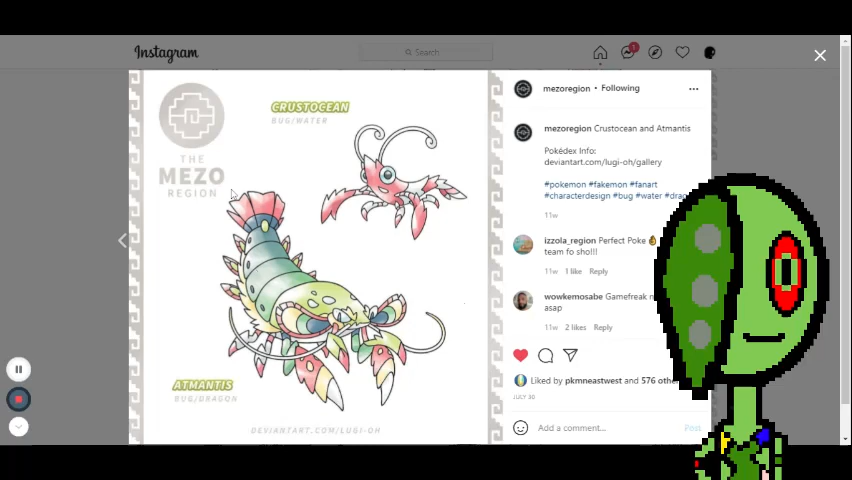 Instagram
Search
1
CRUSTOCEAN
BUG/WATER
THE
MEZO
REGION
ATMANTIS
BUG/DRAGON
DEVIANTART.COM/LUGI-OH
mezoregion • Following
mezoregion Crustocean and Atmantis
Pokédex Info:
deviantart.com/lugi-oh/gallery
#pokemon #fakemon #fanart
#characterdesign #bug #water
11w
izzola_region Perfect Poke
team fo sho!!!
11w 1 like Reply
wowkemosabe Gamefreak
asap
11w 2 likes Reply
Liked by pkmneastwest and 576
JULY 30
Add a comment...
Post